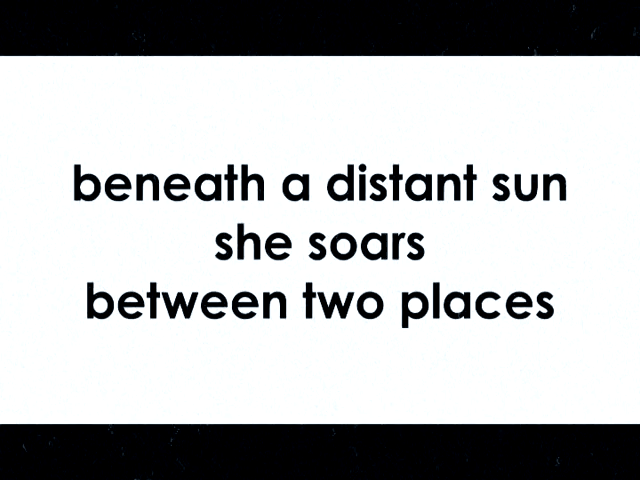 beneath a distant sun
she soars
between two places